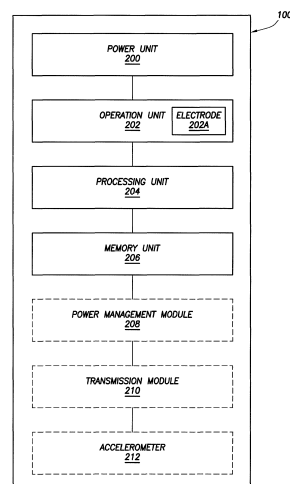 100
POWER UNIT
200
OPERATION UNIT
202
ELECTRODE
202A
PROCESSING UNIT
204
MEMORY UNIT
206
POWER MANAGEMENT MODULE
208
TRANSMISSION MODULE
210
ACCELEROMETER
212